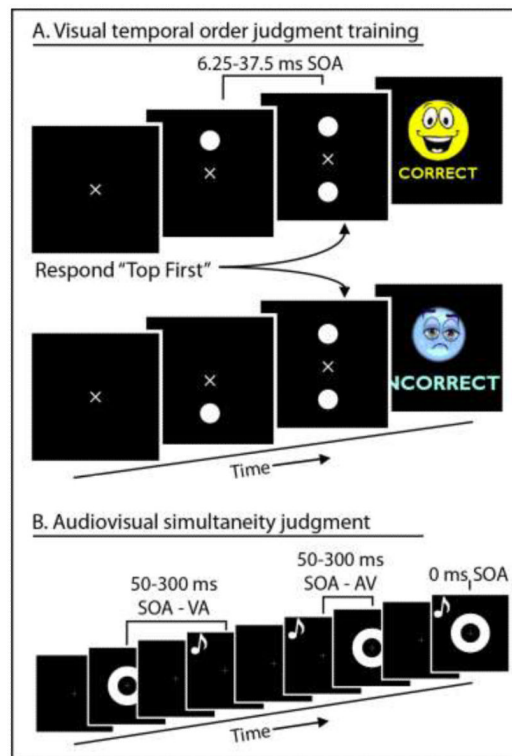 A. Visual temporal order judgment training
6.25-37.5 ms SOA
CORRECT
Respond "Top First"
NCORRECT
Time
B. Audiovisual simultaneity judgment
50-300 ms
SOA - VA
50-300 ms
SOA - AV
0 ms SOA
Time